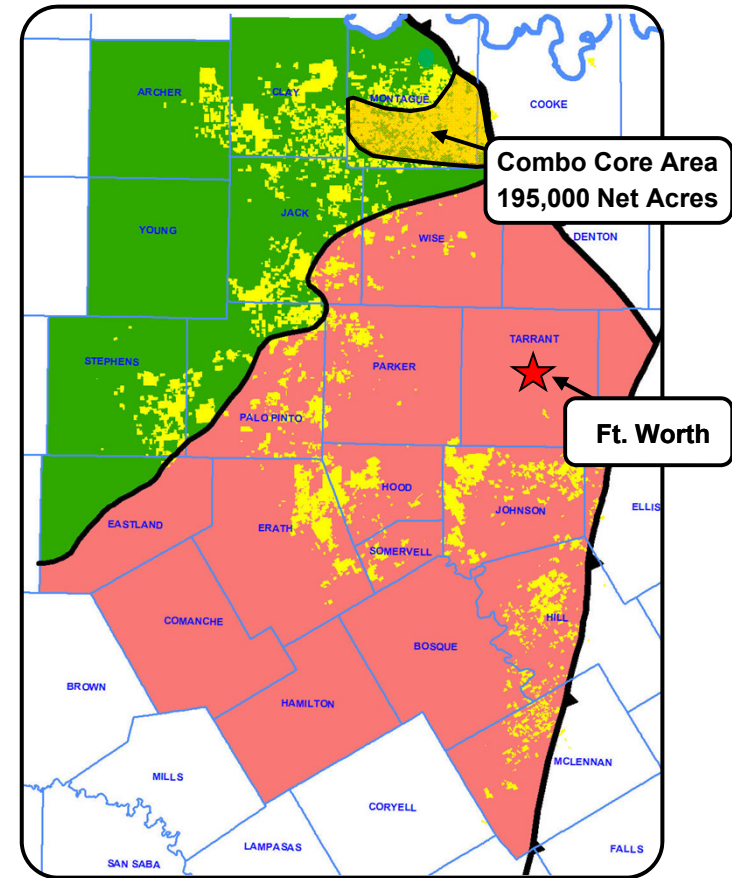 ARCHER
CLAY
MONTAGUE
COOKE
Combo Core Area
195,000 Net Acres
JACK
YOUNG
WISE
DENTON
TARRANT
STEPHENS
PARKER
PALO PINTO
Ft. Worth
HOOD
ELLIS
JOHNSON
EASTLAND
ERATH
SOMERVELL
COMANCHE
HILL
BOSQUE
BROWN
HAMILTON
MCLENNAN
MILLS
CORYELL
LAMPASAS
FALLS
SAN SABA